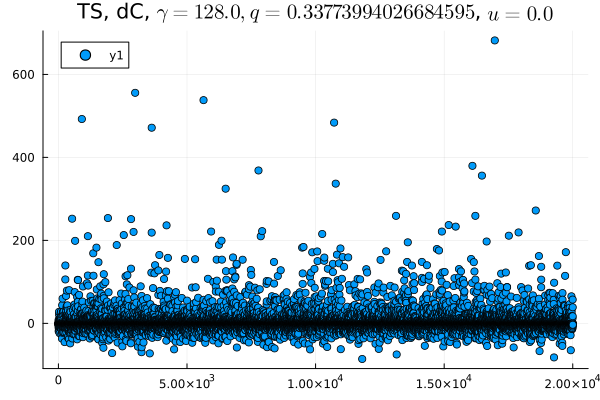 TS, dC, γ = 128.0, q = 0.33773994026684595, u = 0.0
y1
600
400
200
0
0 5.00×10³ 1.00×10⁴ 1.50×10⁴ 2.00×10⁴